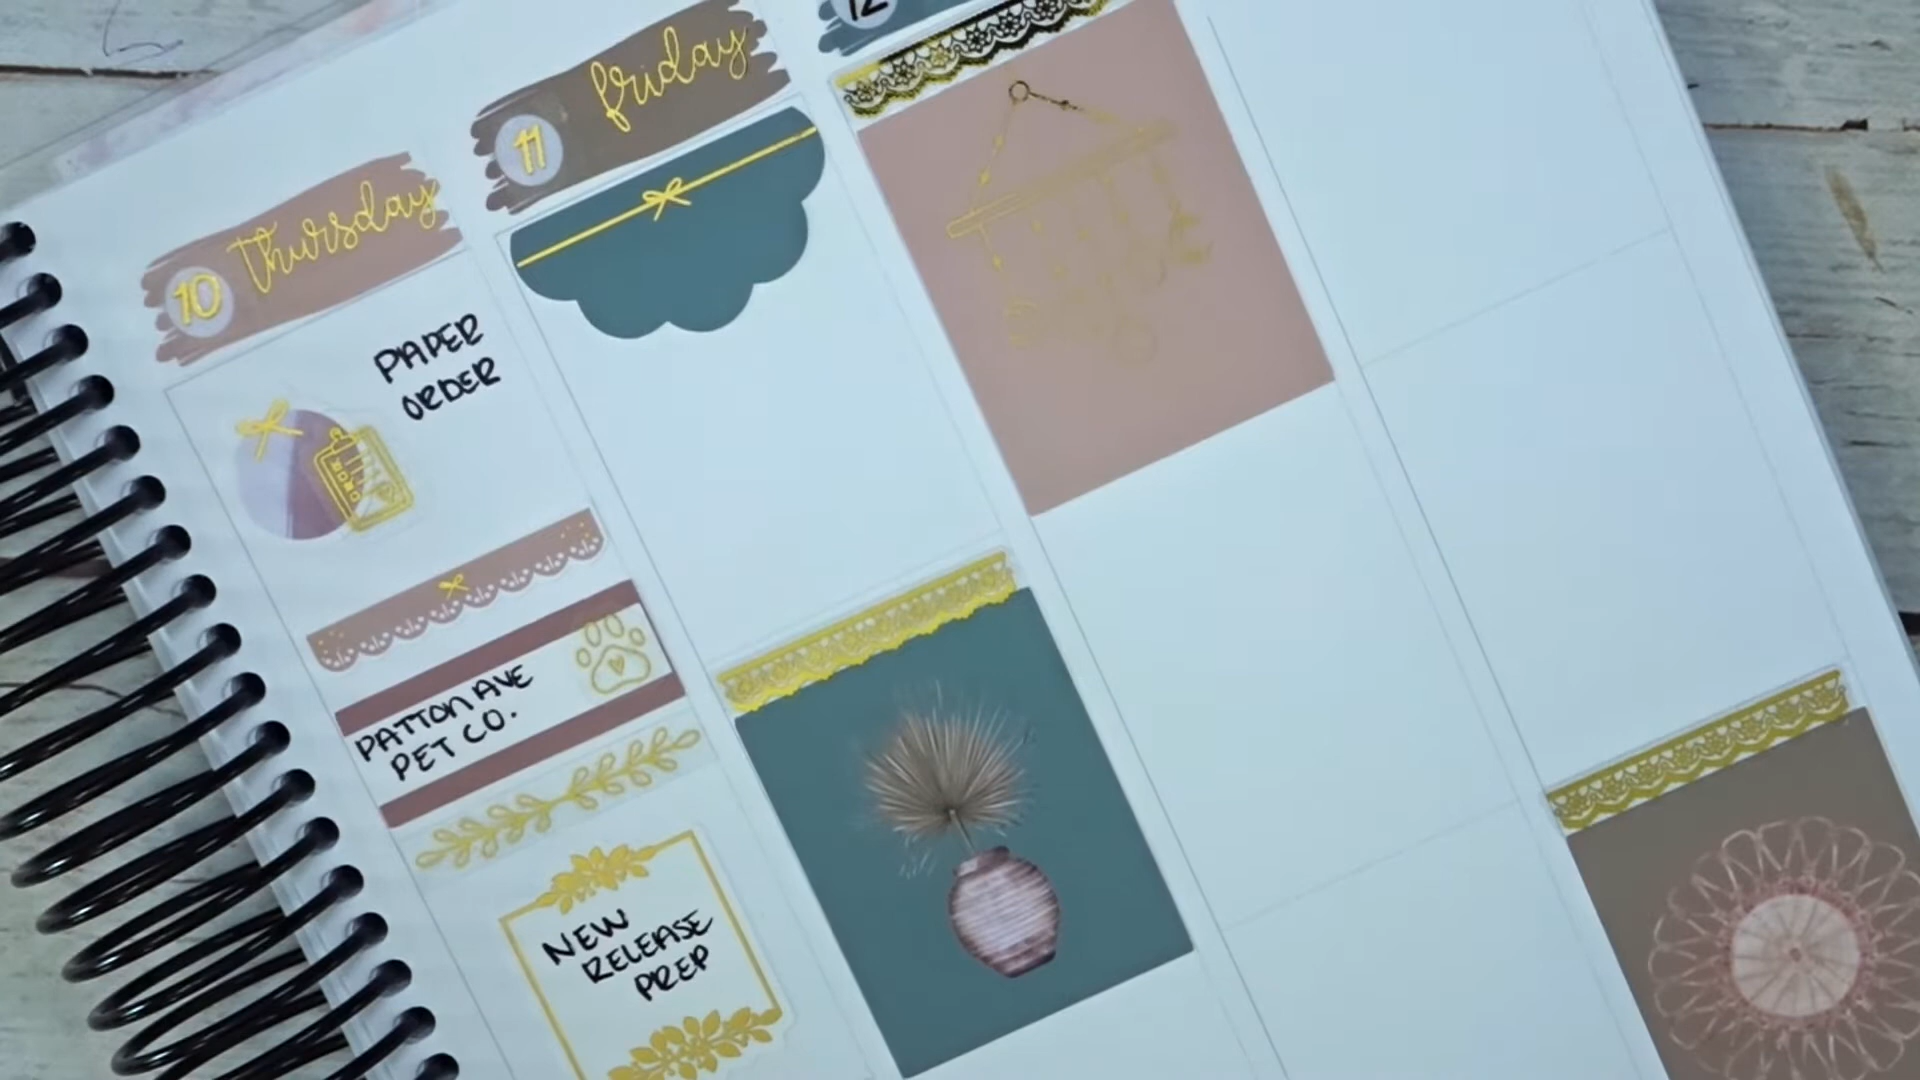 10 Thursday
PAPER
ORDER
PATTON AVE
PET CO.
NEW
RELEASE
PREP
11 friday
12